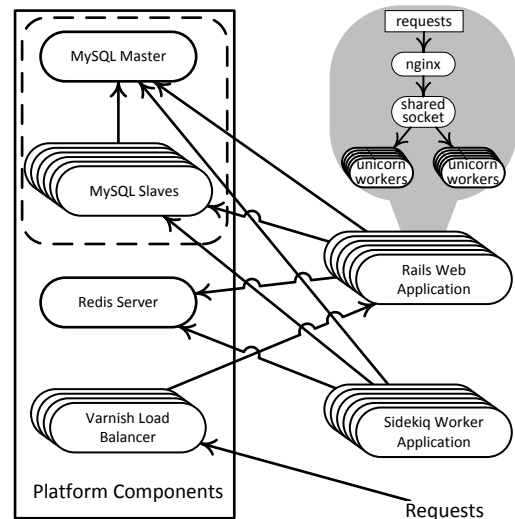 MySQL Master
MySQL Slaves
Redis Server
Varnish Load
Balancer
Platform Components
requests
nginx
shared
socket
unicorn
workers
unicorn
workers
Rails Web
Application
Sidekiq Worker
Application
Requests